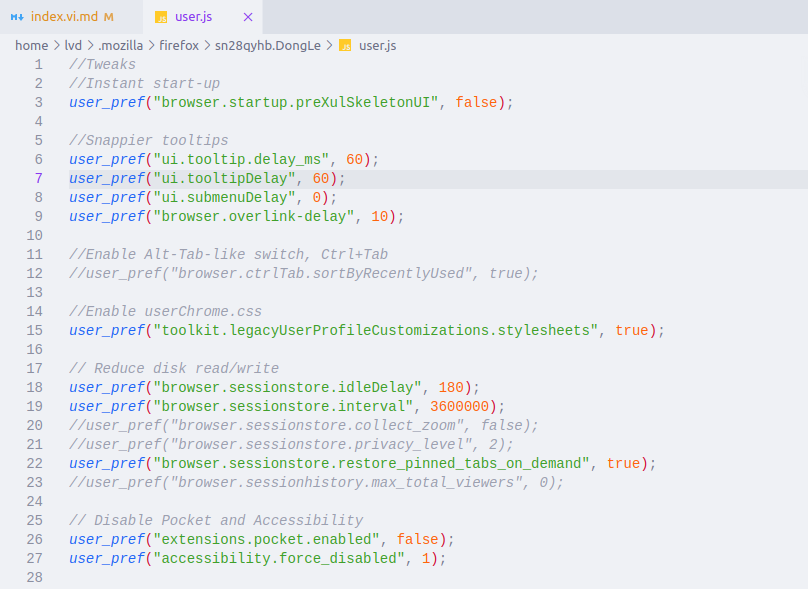 index.vi.md M
user.js
home > lvd > .mozilla > firefox > sn28qyhb.DongLe > user.js
1 //Tweaks
2 //Instant start-up
3 user_pref("browser.startup.preXulSkeletonUI", false);
4
5 //Snappier tooltips
6 user_pref("ui.tooltip.delay_ms", 60);
7 user_pref("ui.tooltipDelay", 60);
8 user_pref("ui.submenuDelay", 0);
9 user_pref("browser.overlink-delay", 10);
10
11 //Enable Alt-Tab-like switch, Ctrl+Tab
12 //user_pref("browser.ctrlTab.sortByRecentlyUsed", true);
13
14 //Enable userChrome.css
15 user_pref("toolkit.legacyUserProfileCustomizations.stylesheets", true);
16
17 // Reduce disk read/write
18 user_pref("browser.sessionstore.idleDelay", 180);
19 user_pref("browser.sessionstore.interval", 3600000);
20 //user_pref("browser.sessionstore.collect_zoom", false);
21 //user_pref("browser.sessionstore.privacy_level", 2);
22 user_pref("browser.sessionstore.restore_pinned_tabs_on_demand", true);
23 //user_pref("browser.sessionhistory.max_total_viewers", 0);
24
25 // Disable Pocket and Accessibility
26 user_pref("extensions.pocket.enabled", false);
27 user_pref("accessibility.force_disabled", 1);
28